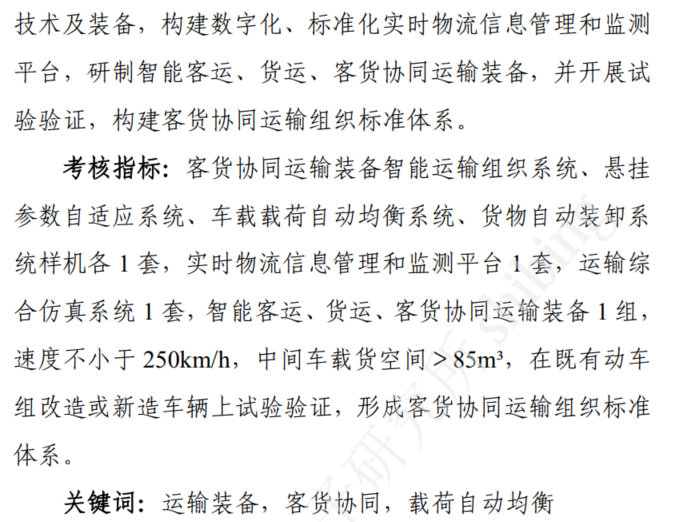 技术及装备，构建数字化、标准化实时物流信息管理和监测
平台，研制智能客运、货运、客货协同运输装备，并开展试
验验证，构建客货协同运输组织标准体系。
考核指标：客货协同运输装备智能运输组织系统、悬挂
参数自适应系统、车载载荷自动均衡系统、货物自动装卸系
统样机各 1 套，实时物流信息管理和监测平台 1 套，运输综
合仿真系统 1 套，智能客运、货运、客货协同运输装备 1 组，
速度不小于 250km/h，中间车载货空间＞85m³，在既有动车
组改造或新造车辆上试验验证，形成客货协同运输组织标准
体系。
关键词：运输装备，客货协同，载荷自动均衡
研究所 shibing